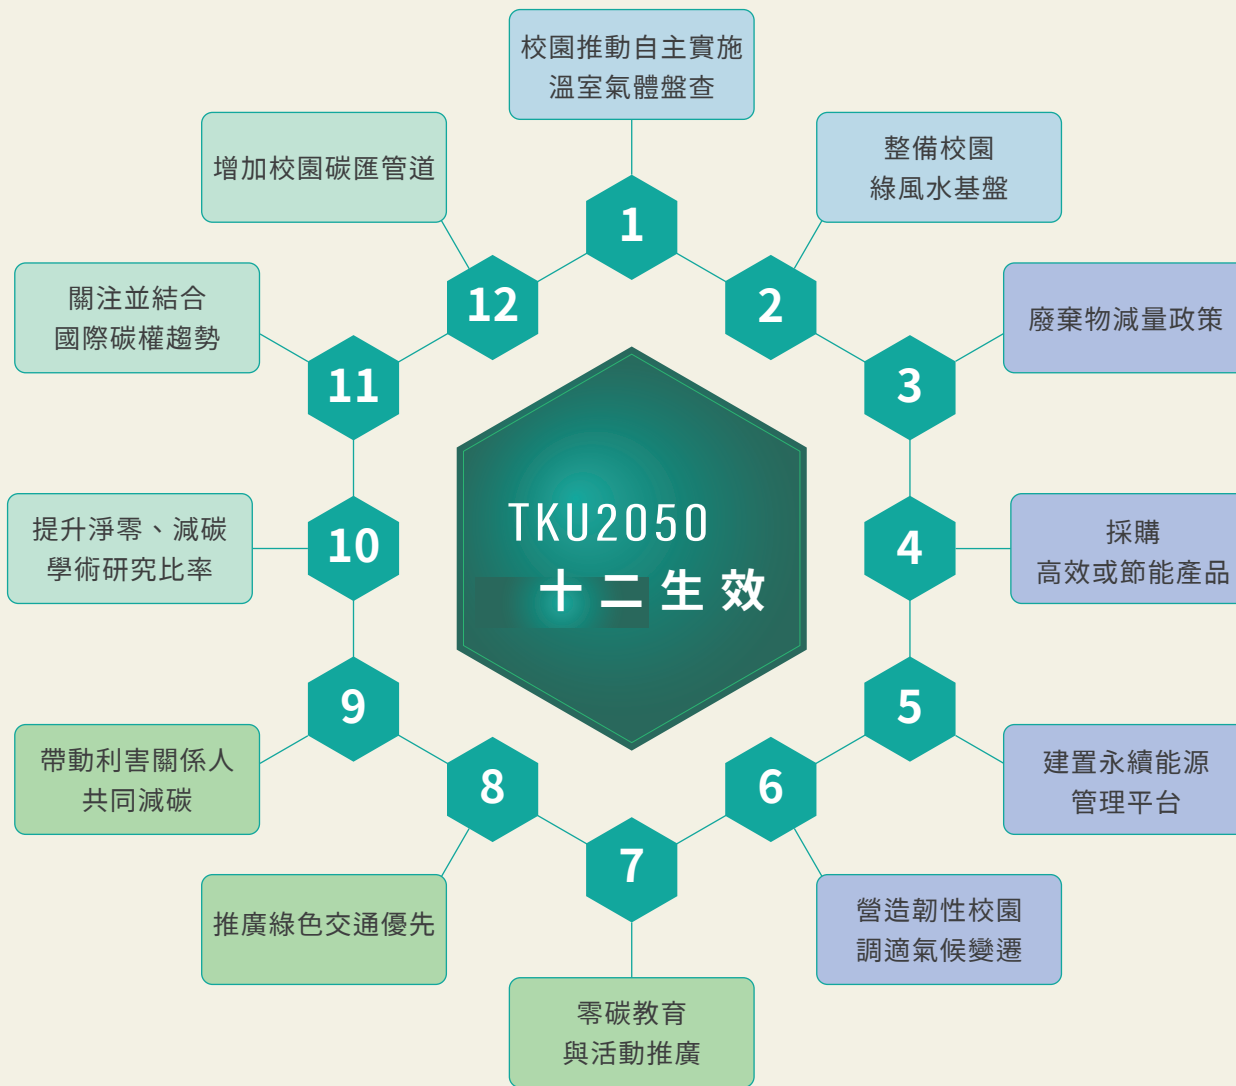 TKU2050
十二生效
1
校園推動自主實施
溫室氣體盤查
2
整備校園
綠風水基盤
3
廢棄物減量政策
4
採購
高效或節能產品
5
建置永續能源
管理平台
6
營造韌性校園
調適氣候變遷
7
零碳教育
與活動推廣
8
推廣綠色交通優先
9
帶動利害關係人
共同減碳
10
提升淨零、減碳
學術研究比率
11
關注並結合
國際碳權趨勢
12
增加校園碳匯管道